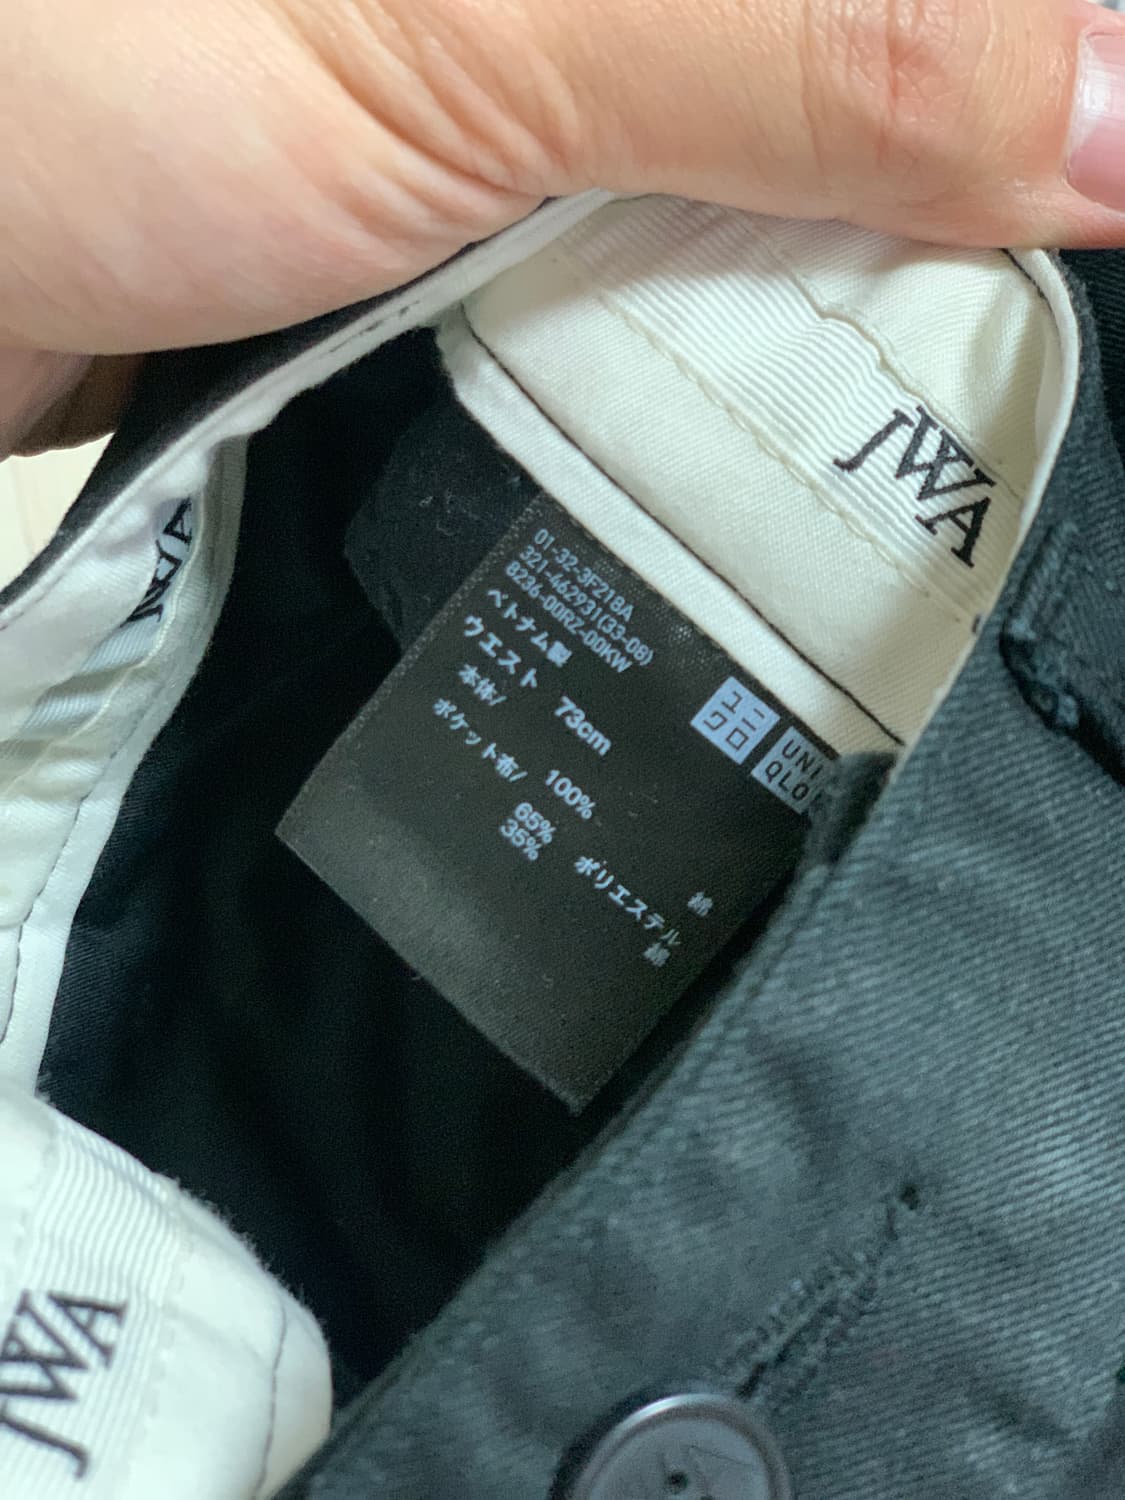 JWA
JWA
01-32-3FZ18A
321-462931(33-08)
8236-00RZ-00KW
ベトナム製
ウエスト 73cm
本体/ 100% 綿
ポケット布/ 65% ポリエステル
35% 綿
ユニ
クロ
UNI
QLO
JWA